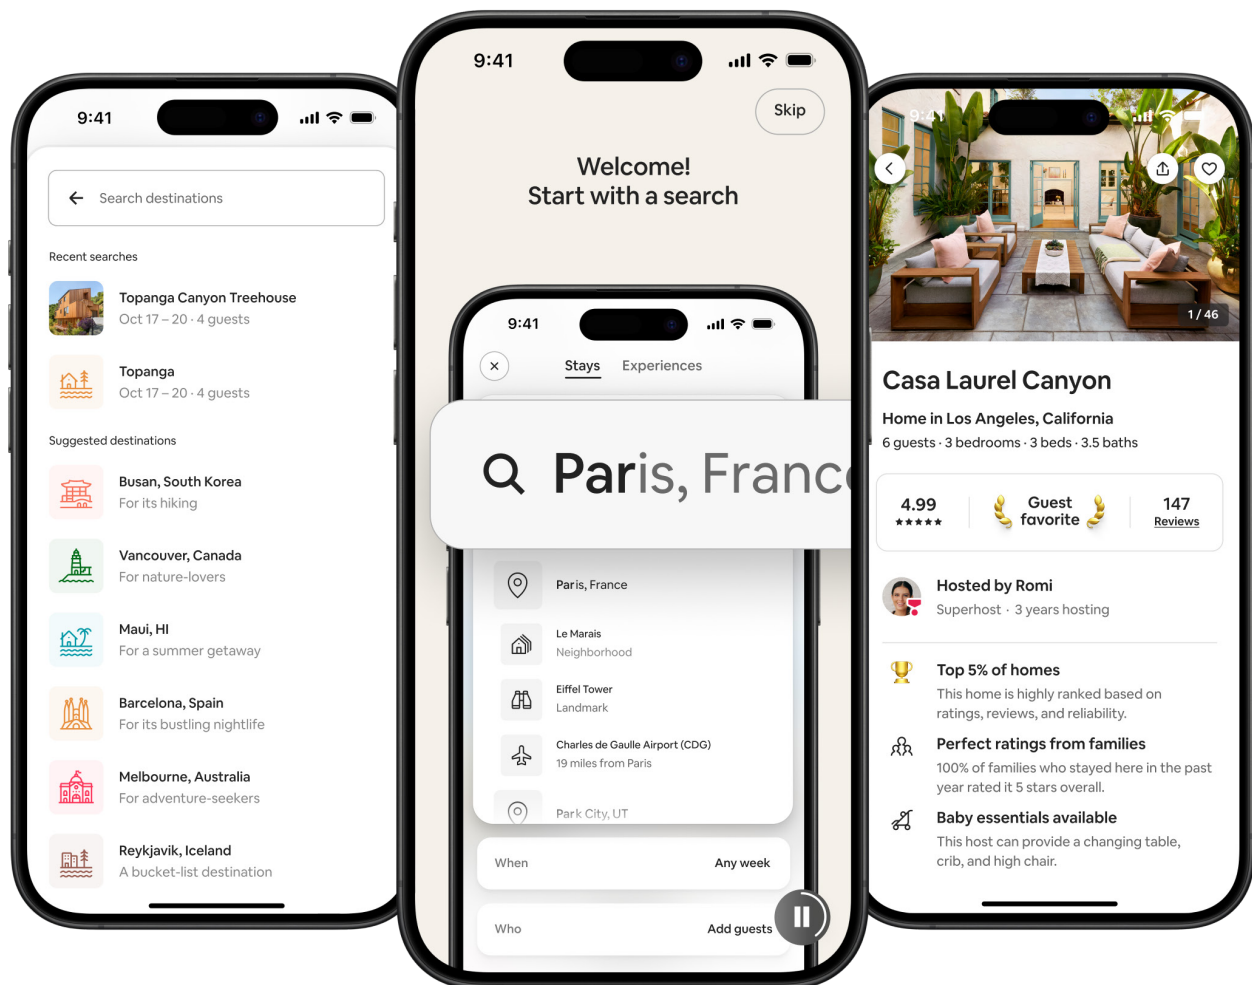 9:41
Search destinations
Recent searches
Topanga Canyon Treehouse
Oct 17 – 20 · 4 guests
Topanga
Oct 17 – 20 · 4 guests
Suggested destinations
Busan, South Korea
For its hiking
Vancouver, Canada
For nature-lovers
Maui, HI
For a summer getaway
Barcelona, Spain
For its bustling nightlife
Melbourne, Australia
For adventure-seekers
Reykjavik, Iceland
A bucket-list destination
9:41
Skip
Welcome!
Start with a search
9:41
Stays Experiences
Paris, France
Paris, France
Le Marais
Neighborhood
Eiffel Tower
Landmark
Charles de Gaulle Airport (CDG)
19 miles from Paris
Park City, UT
When Any week
Who Add guests
9:41
1 / 46
Casa Laurel Canyon
Home in Los Angeles, California
6 guests · 3 bedrooms · 3 beds · 3.5 baths
4.99
Guest
favorite
147
Reviews
Hosted by Romi
Superhost · 3 years hosting
Top 5% of homes
This home is highly ranked based on
ratings, reviews, and reliability.
Perfect ratings from families
100% of families who stayed here in the past
year rated it 5 stars overall.
Baby essentials available
This host can provide a changing table,
crib, and high chair.